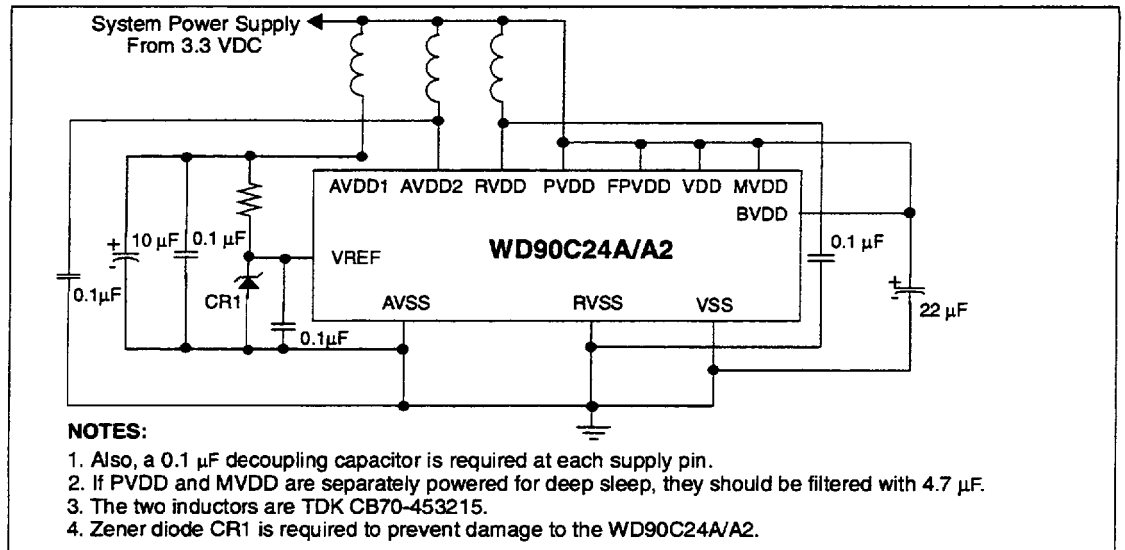 System Power Supply
From 3.3 VDC
AVDD1 AVDD2 RVDD PVDD FPVDD VDD MVDD
BVDD
10 µF
0.1 µF
WD90C24A/A2
0.1 µF
VREF
+
-
+
-
0.1µF
CR1
AVSS RVSS VSS
22 µF
0.1µF
NOTES:
1. Also, a 0.1 µF decoupling capacitor is required at each supply pin.
2. If PVDD and MVDD are separately powered for deep sleep, they should be filtered with 4.7 µF.
3. The two inductors are TDK CB70-453215.
4. Zener diode CR1 is required to prevent damage to the WD90C24A/A2.